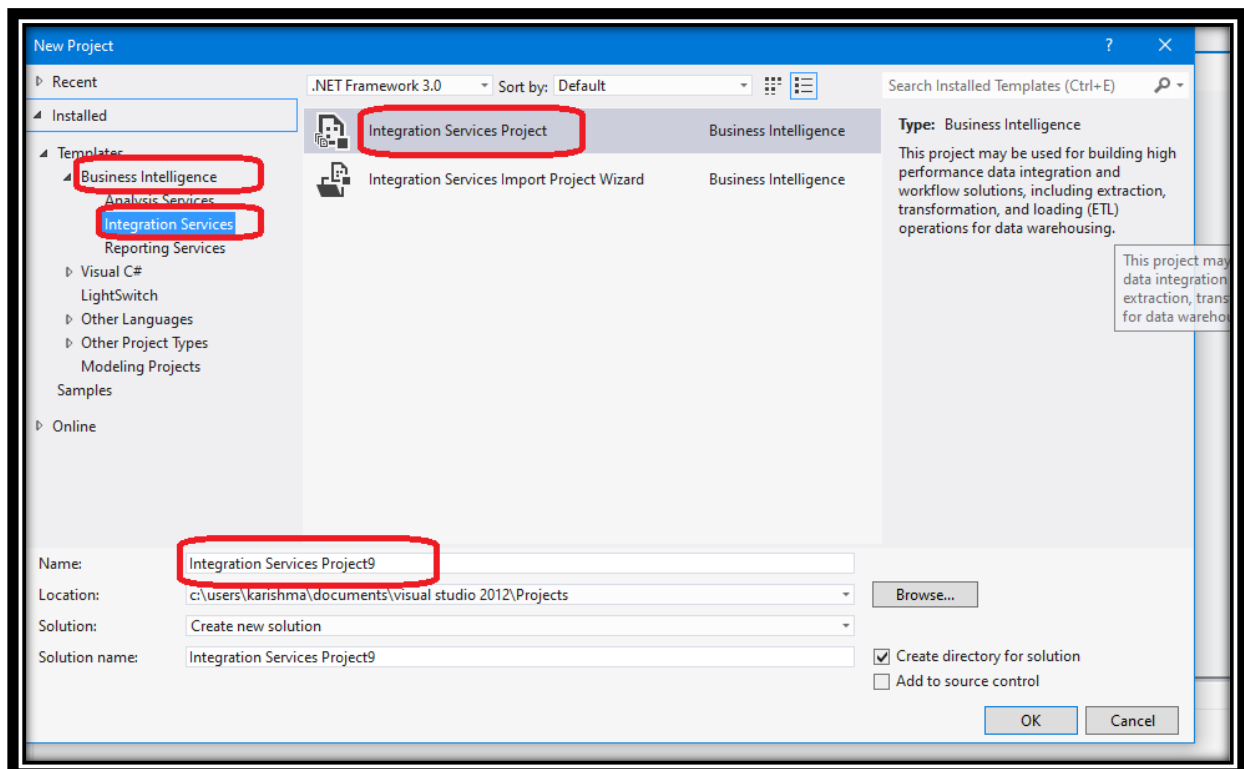 New Project
?
Recent
Installed
Templates
Business Intelligence
Analysis Services
Integration Services
Reporting Services
Visual C#
LightSwitch
Other Languages
Other Project Types
Modeling Projects
Samples
Online
.NET Framework 3.0
Sort by: Default
Integration Services Project Business Intelligence
Integration Services Import Project Wizard Business Intelligence
Search Installed Templates (Ctrl+E)
Type: Business Intelligence
This project may be used for building high
performance data integration and
workflow solutions, including extraction,
transformation, and loading (ETL)
operations for data warehousing.
This project may
data integration
extraction, trans
for data warehou
Name: Integration Services Project9
Location: c:\users\karishma\documents\visual studio 2012\Projects
Browse...
Solution: Create new solution
Solution name: Integration Services Project9
Create directory for solution
Add to source control
OK Cancel